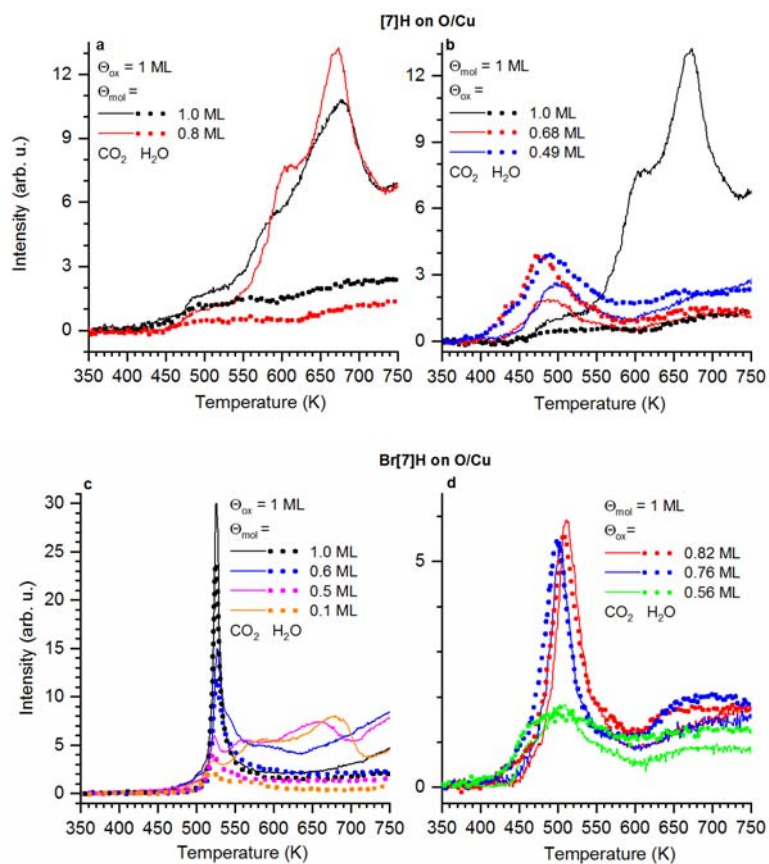 [7]H on O/Cu
a
Θox = 1 ML
Θmol =
1.0 ML
0.8 ML
CO2 H2O
12
9
6
3
0
350 400 450 500 550 600 650 700 750
Temperature (K)
Intensity (arb. u.)
b
Θmol = 1 ML
Θox =
1.0 ML
0.68 ML
0.49 ML
CO2 H2O
12
9
6
3
0
350 400 450 500 550 600 650 700 750
Temperature (K)
Br[7]H on O/Cu
c
Θox = 1 ML
Θmol =
1.0 ML
0.6 ML
0.5 ML
0.1 ML
CO2 H2O
30
25
20
15
10
5
0
350 400 450 500 550 600 650 700 750
Temperature (K)
Intensity (arb. u.)
d
Θmol = 1 ML
Θox =
0.82 ML
0.76 ML
0.56 ML
CO2 H2O
5
0
350 400 450 500 550 600 650 700 750
Temperature (K)